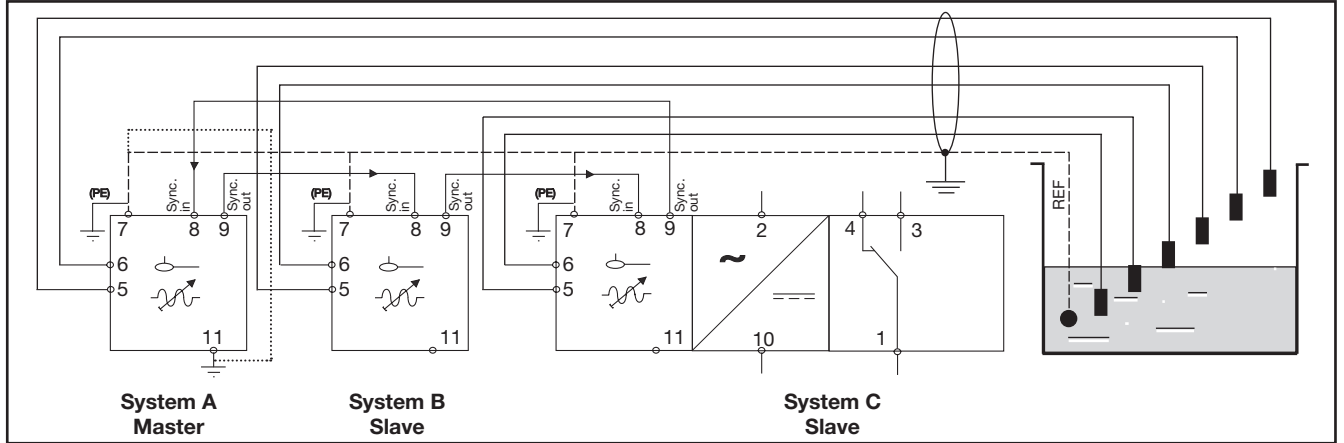 (PE)
Sync.
in
Sync.
out
(PE)
Sync.
in
Sync.
out
(PE)
Sync.
in
Sync.
out
REF
7
8
9
7
8
9
7
8
9
2
4
3
6
5
6
5
6
5
~
11
11
11
10
1
System A
Master
System B
Slave
System C
Slave